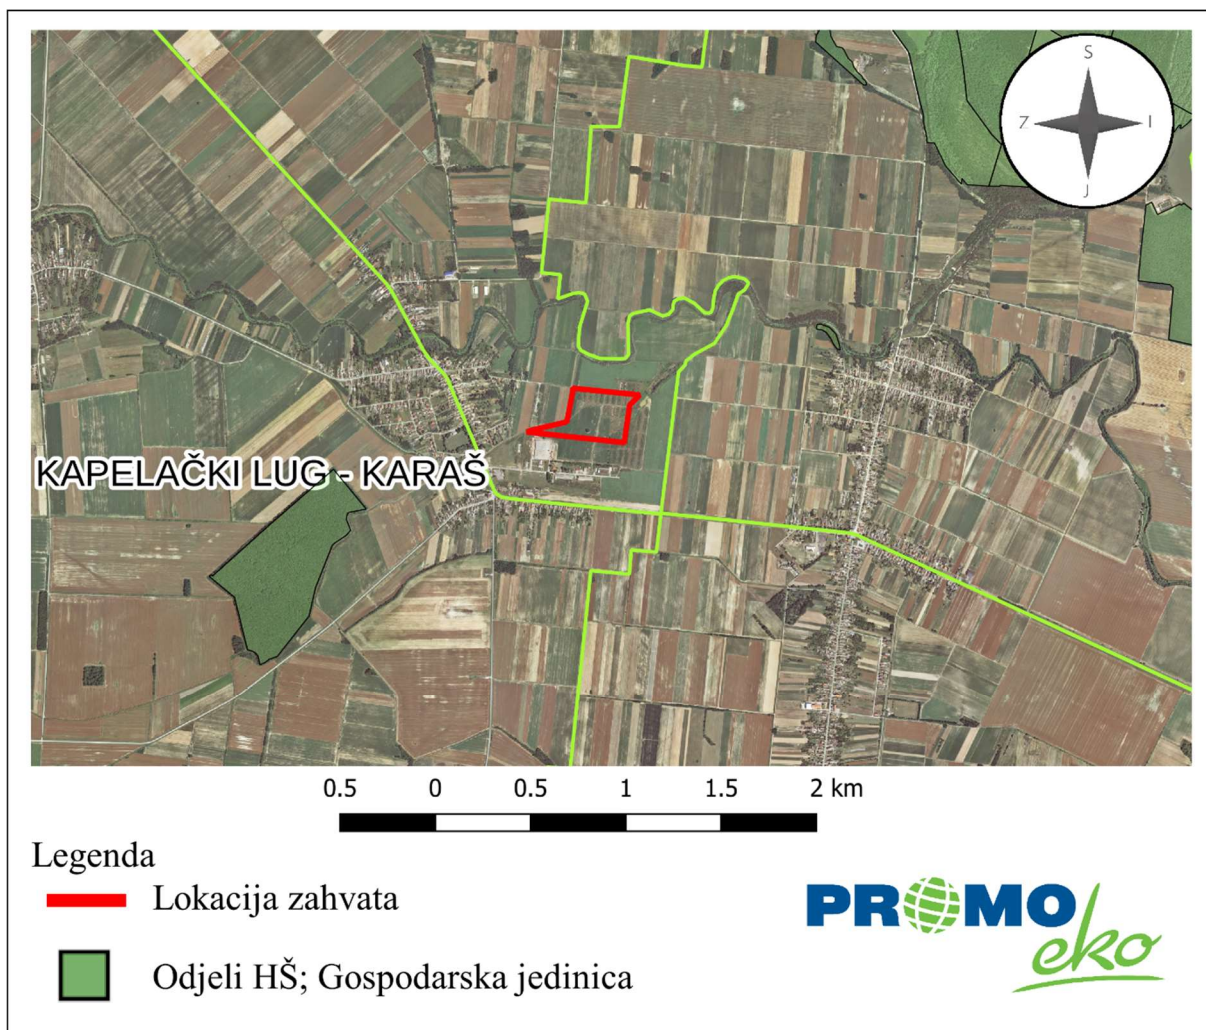 S
Z I
J
KAPELAČKI LUG - KARAŠ
0.5 0 0.5 1 1.5 2 km
Legenda
Lokacija zahvata
Odjeli HŠ; Gospodarska jedinica
PROMO
eko